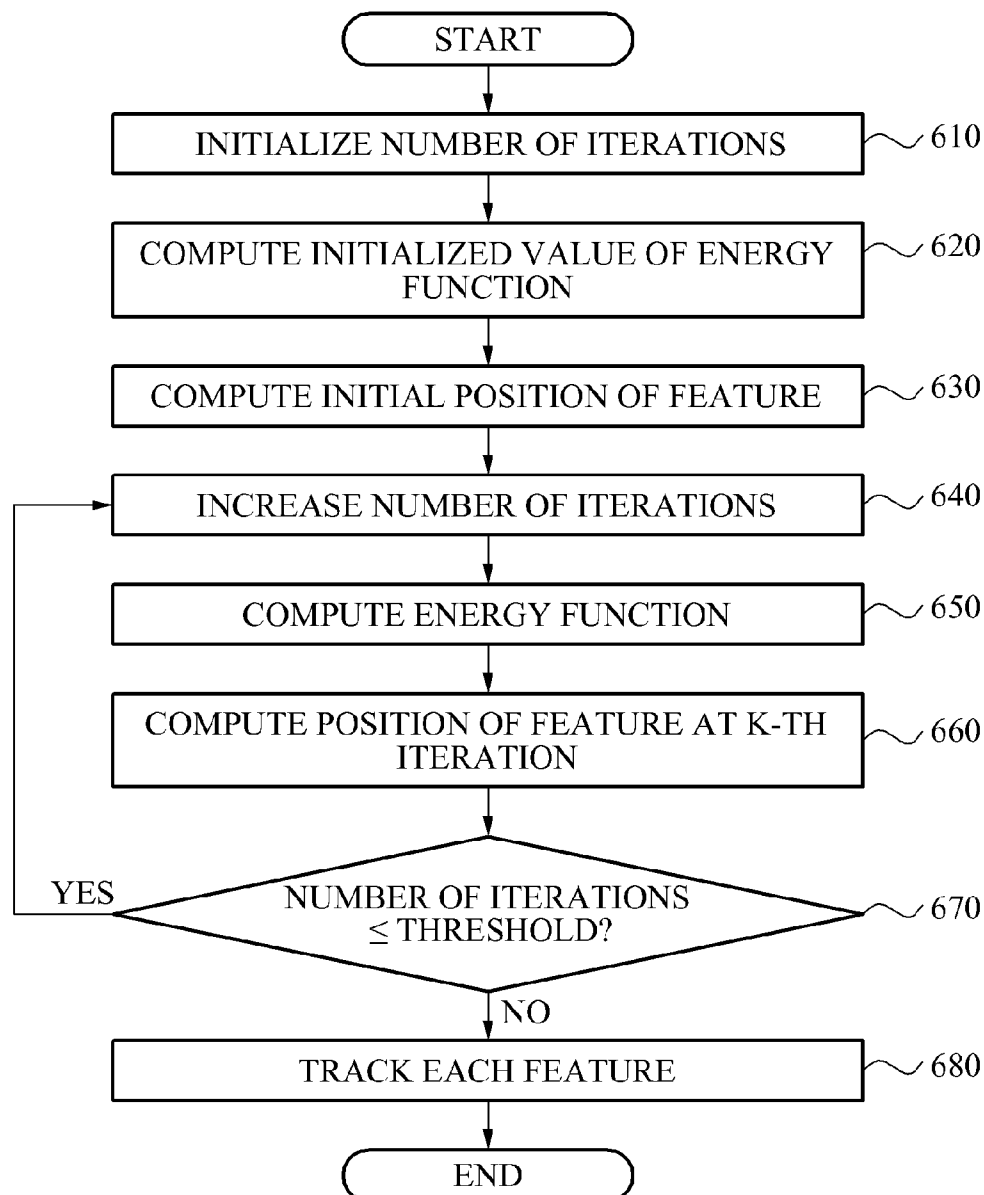 START
INITIALIZE NUMBER OF ITERATIONS
610
COMPUTE INITIALIZED VALUE OF ENERGY
FUNCTION
620
COMPUTE INITIAL POSITION OF FEATURE
630
INCREASE NUMBER OF ITERATIONS
640
COMPUTE ENERGY FUNCTION
650
COMPUTE POSITION OF FEATURE AT K-TH
ITERATION
660
YES
NUMBER OF ITERATIONS
≤ THRESHOLD?
670
NO
TRACK EACH FEATURE
680
END